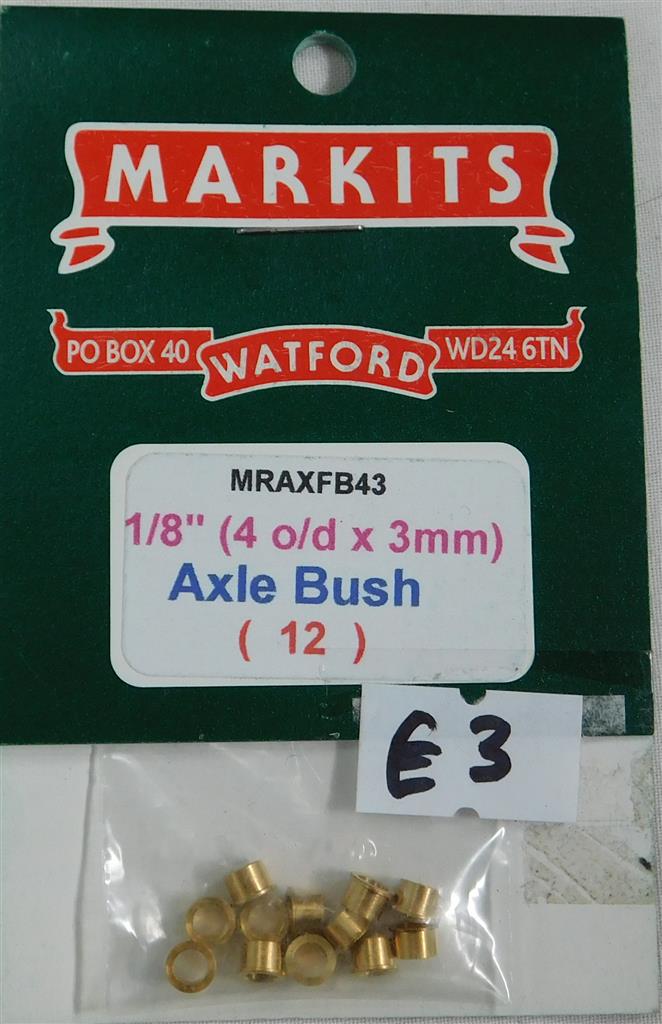 MARKITS
PO BOX 40 WATFORD WD24 6TN
MRAXFB43
1/8" (4 o/d x 3mm)
Axle Bush
( 12 )
£3